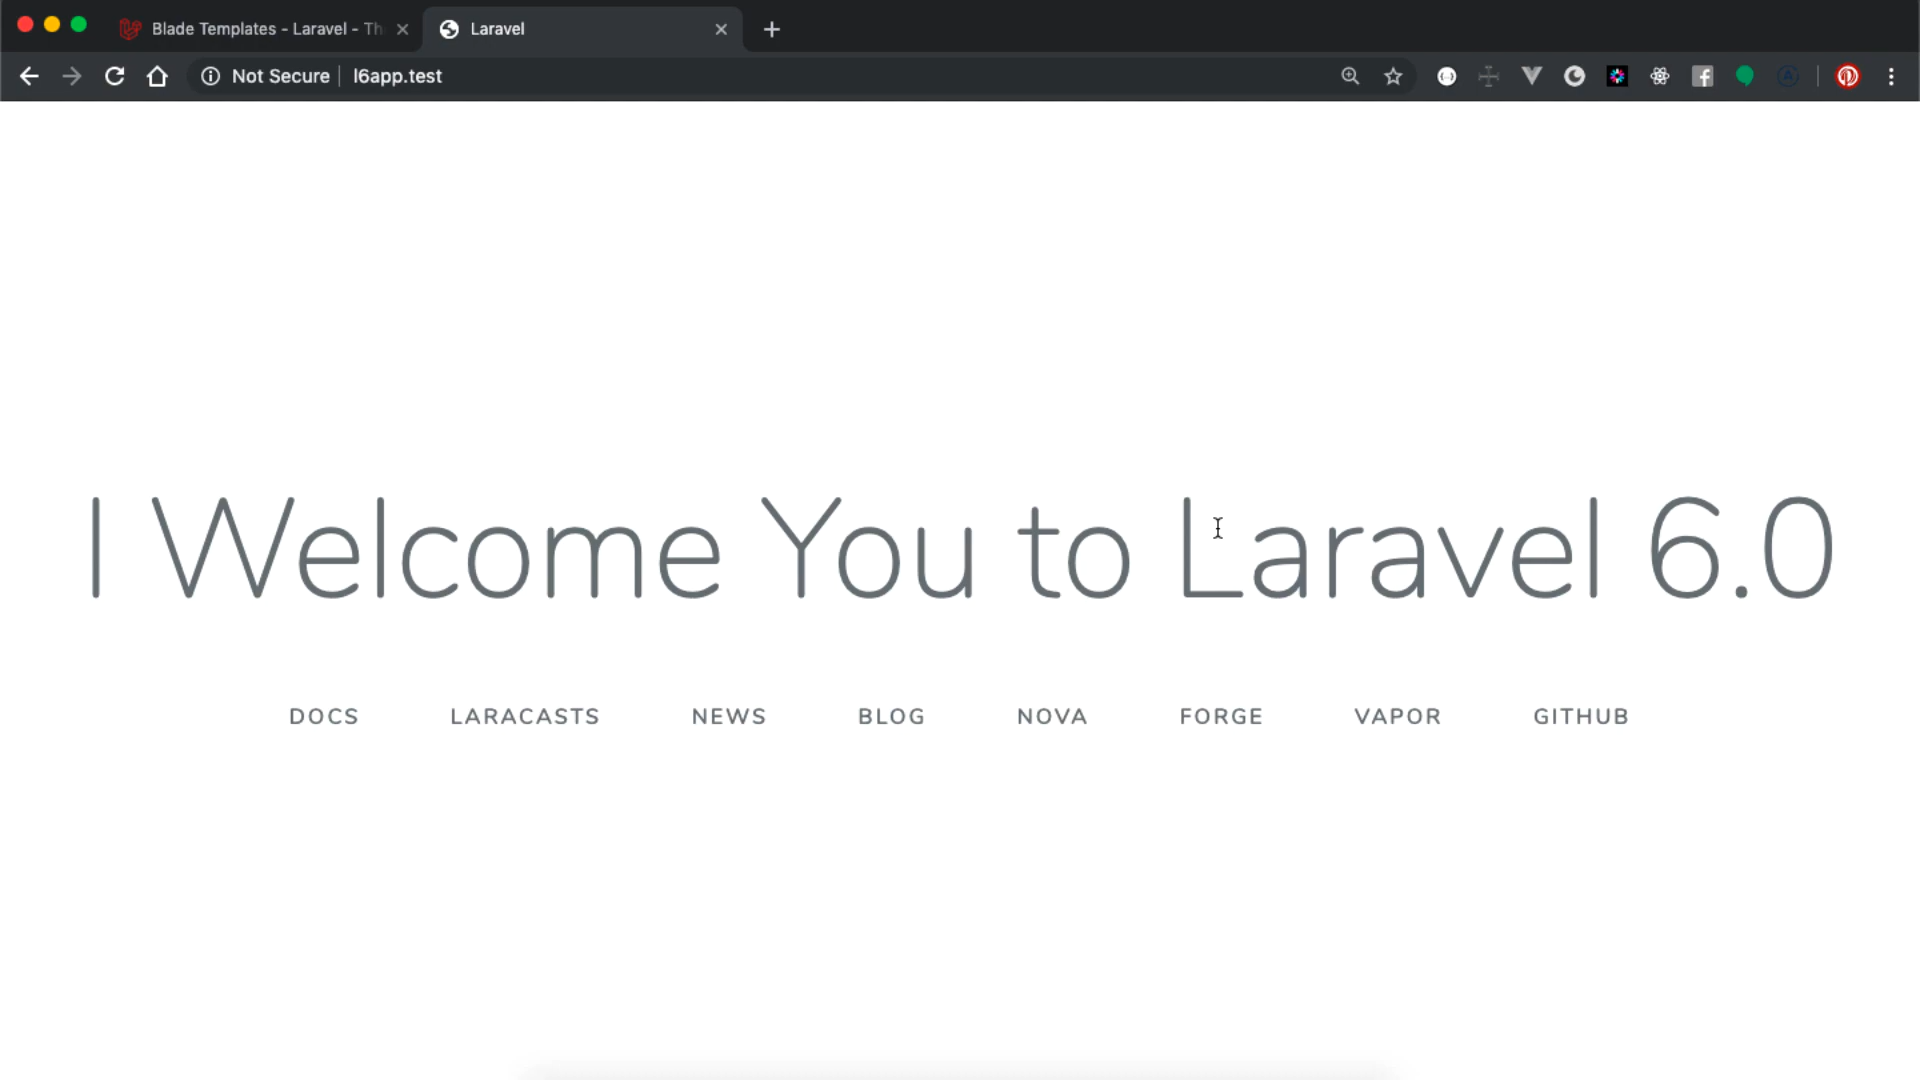 Blade Templates - Laravel - Th
Laravel
Not Secure
l6app.test
I Welcome You to Laravel 6.0
DOCS LARACASTS NEWS BLOG NOVA FORGE VAPOR GITHUB